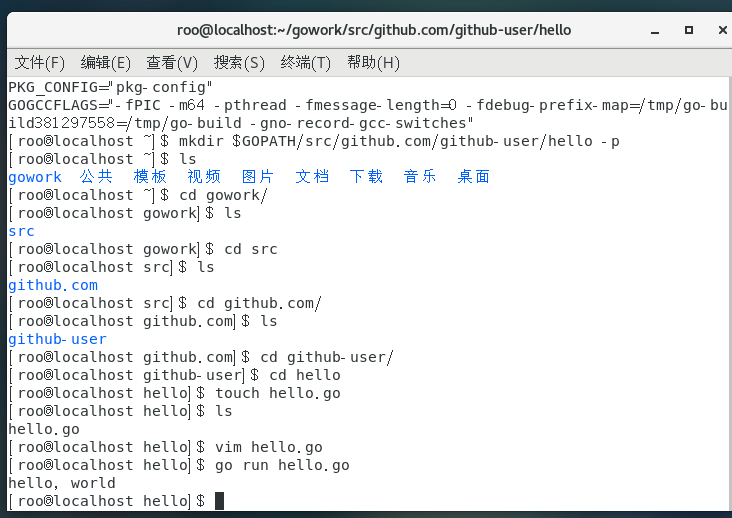 roo@localhost:~/gowork/src/github.com/github-user/hello
文件(F) 编辑(E) 查看(V) 搜索(S) 终端(T) 帮助(H)
PKG_CONFIG="pkg-config"
GOGCCFLAGS="-fPIC -m64 -pthread -fmessage-length=0 -fdebug-prefix-map=/tmp/go-bu
ild381297558=/tmp/go-build -gno-record-gcc-switches"
[roo@localhost ~]$ mkdir $GOPATH/src/github.com/github-user/hello -p
[roo@localhost ~]$ ls
gowork 公共 模板 视频 图片 文档 下载 音乐 桌面
[roo@localhost ~]$ cd gowork/
[roo@localhost gowork]$ ls
src
[roo@localhost gowork]$ cd src
[roo@localhost src]$ ls
github.com
[roo@localhost src]$ cd github.com/
[roo@localhost github.com]$ ls
github-user
[roo@localhost github.com]$ cd github-user/
[roo@localhost github-user]$ cd hello
[roo@localhost hello]$ touch hello.go
[roo@localhost hello]$ ls
hello.go
[roo@localhost hello]$ vim hello.go
[roo@localhost hello]$ go run hello.go
hello, world
[roo@localhost hello]$